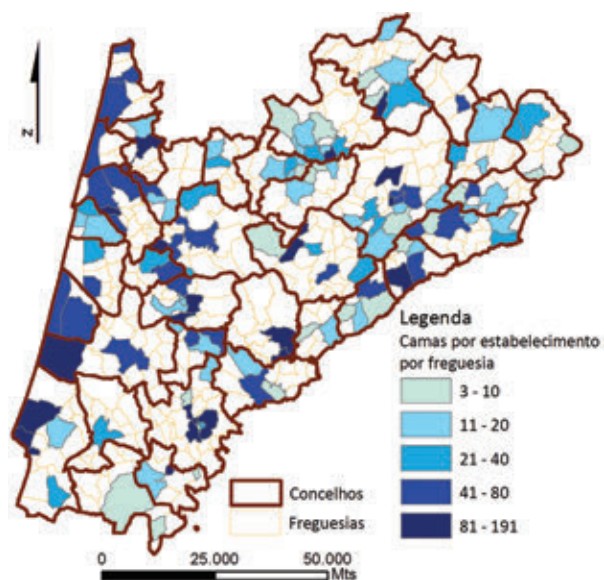 N
Legenda
Camas por estabelecimento
por freguesia
3 - 10
11 - 20
21 - 40
41 - 80
81 - 191
Concelhos
Freguesias
0 25.000 50.000
Mts